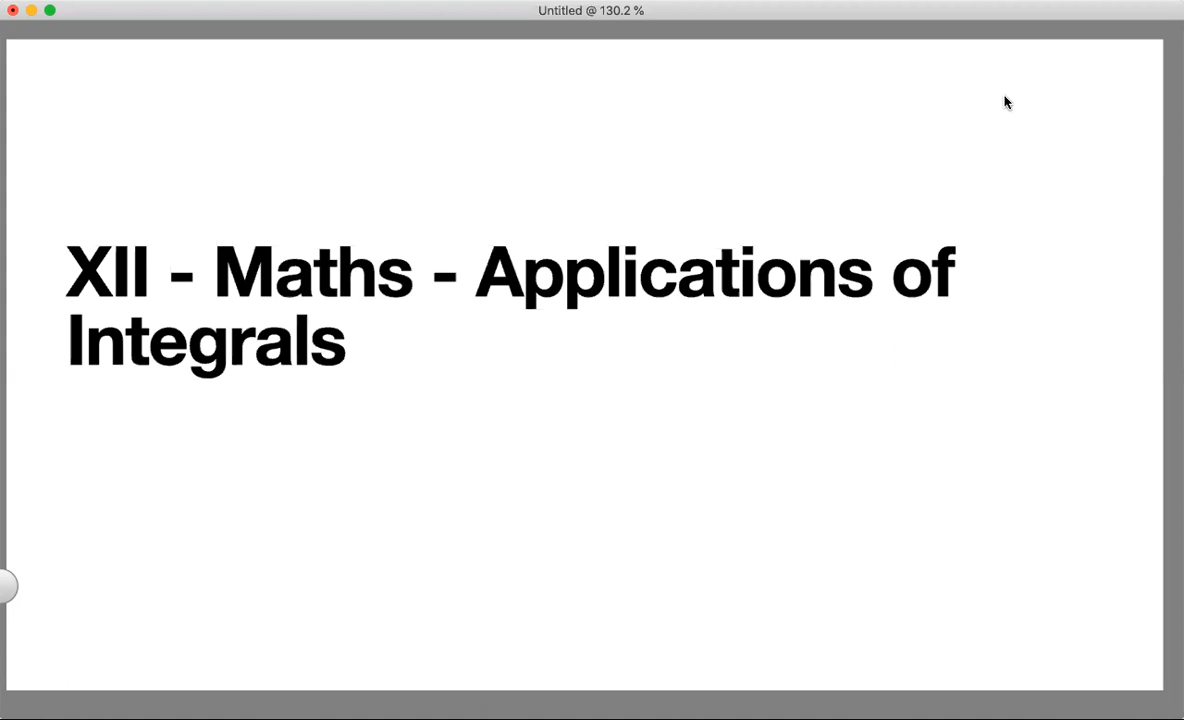 Untitled @ 130.2 %
XII - Maths - Applications of
Integrals